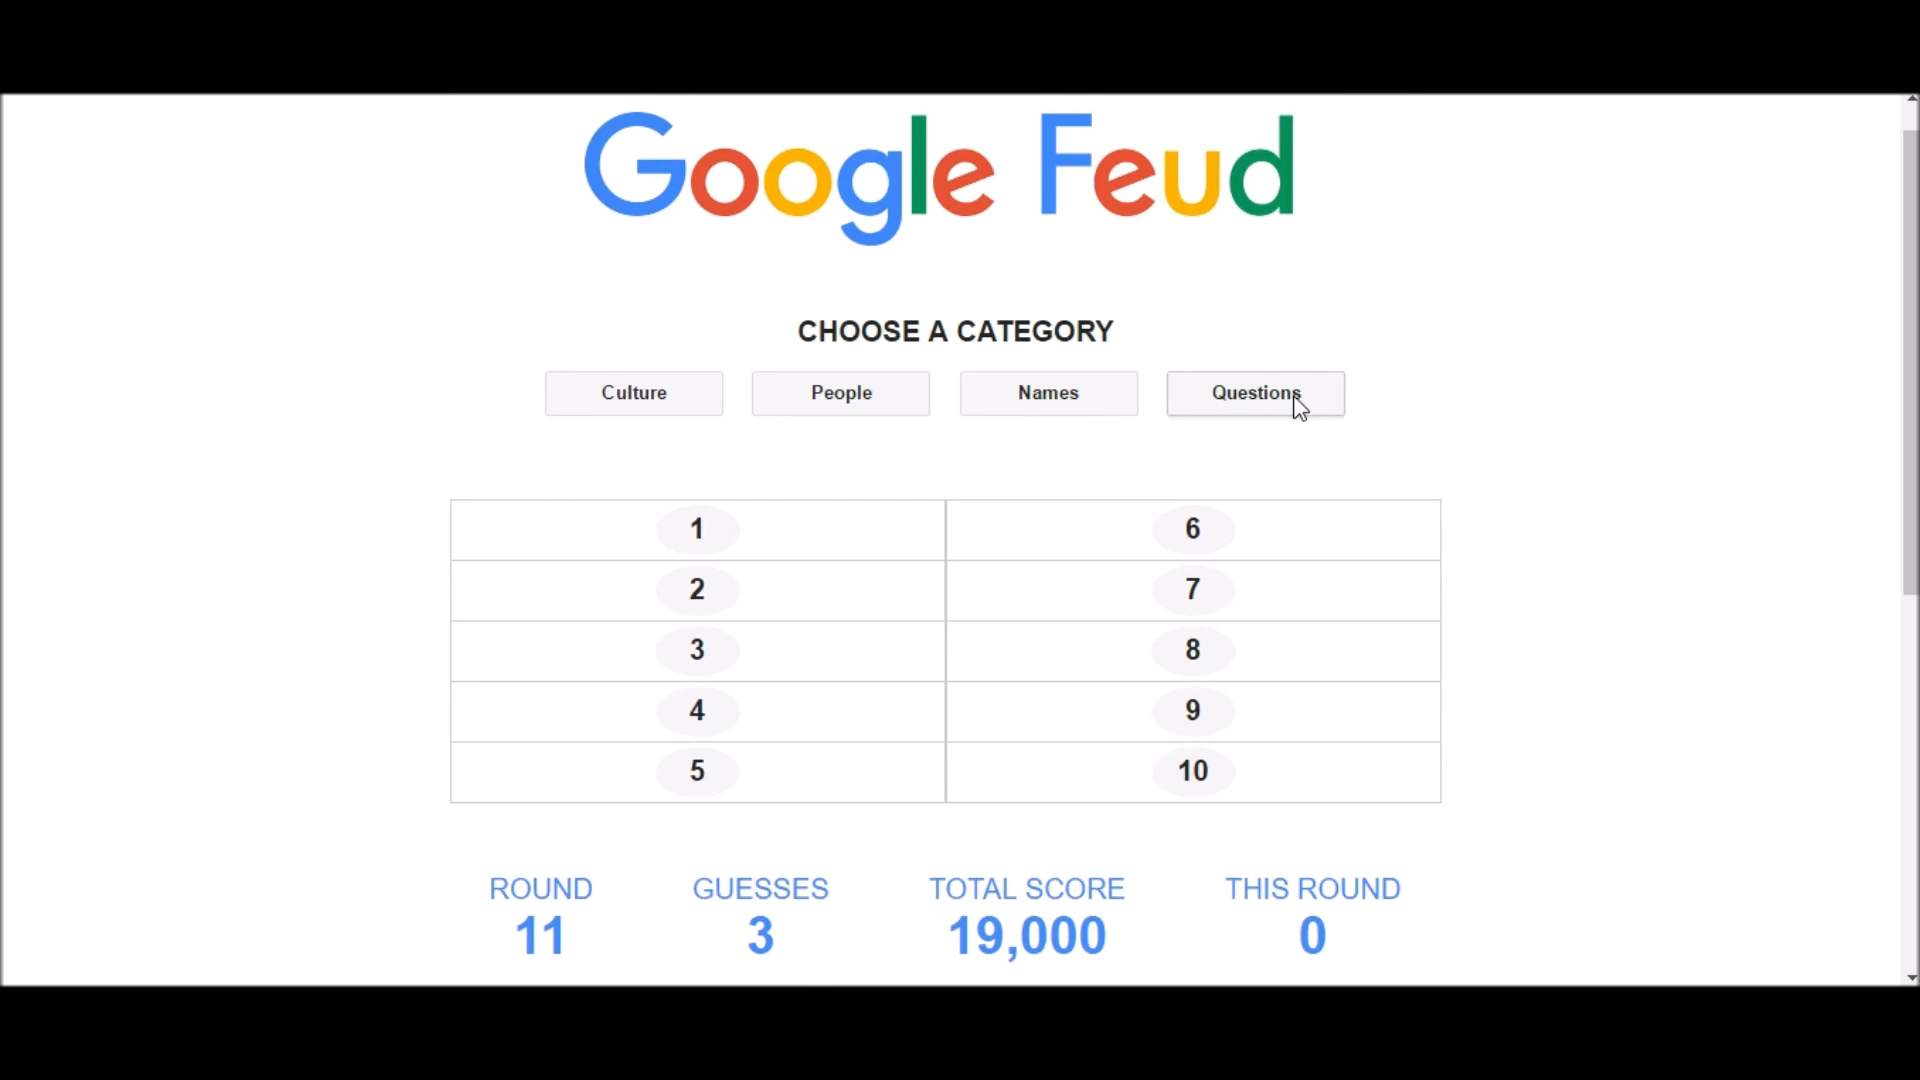 Google Feud
CHOOSE A CATEGORY
Culture People Names Questions
1 6
2 7
3 8
4 9
5 10
ROUND GUESSES TOTAL SCORE THIS ROUND
11 3 19,000 0